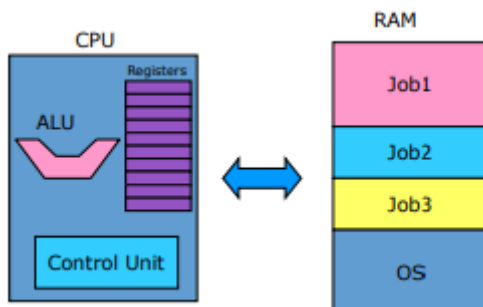 CPU
Registers
ALU
Control Unit
RAM
Job1
Job2
Job3
OS